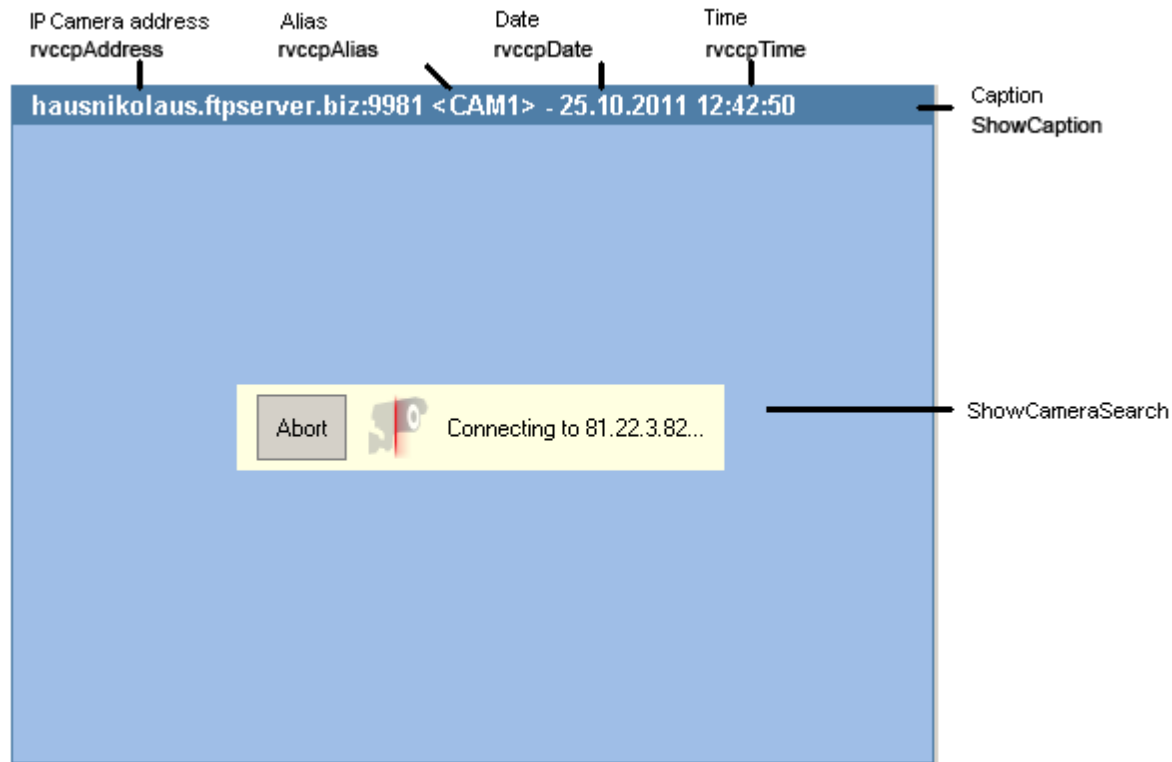 IP Camera address
rvccpAddress
Alias
rvccpAlias
Date
rvccpDate
Time
rvccpTime
hausnikolaus.ftpserver.biz:9981 <CAM1> - 25.10.2011 12:42:50
Caption
ShowCaption
Abort
Connecting to 81.22.3.82...
ShowCameraSearch